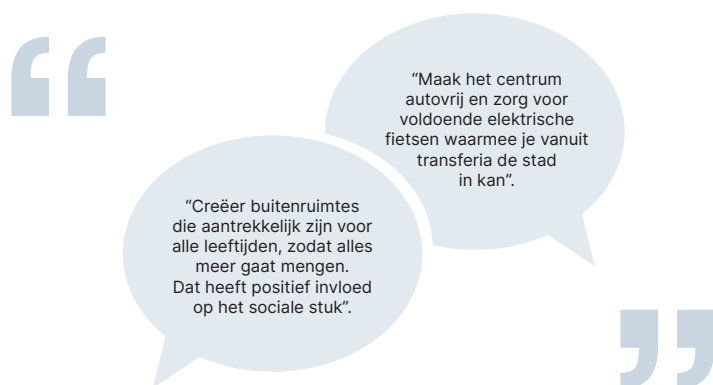 “Maak het centrum
autovrij en zorg voor
voldoende elektrische
fietsen waarmee je vanuit
transferia de stad
in kan”.
“Creëer buitenruimtes
die aantrekkelijk zijn voor
alle leeftijden, zodat alles
meer gaat mengen.
Dat heeft positief invloed
op het sociale stuk”.